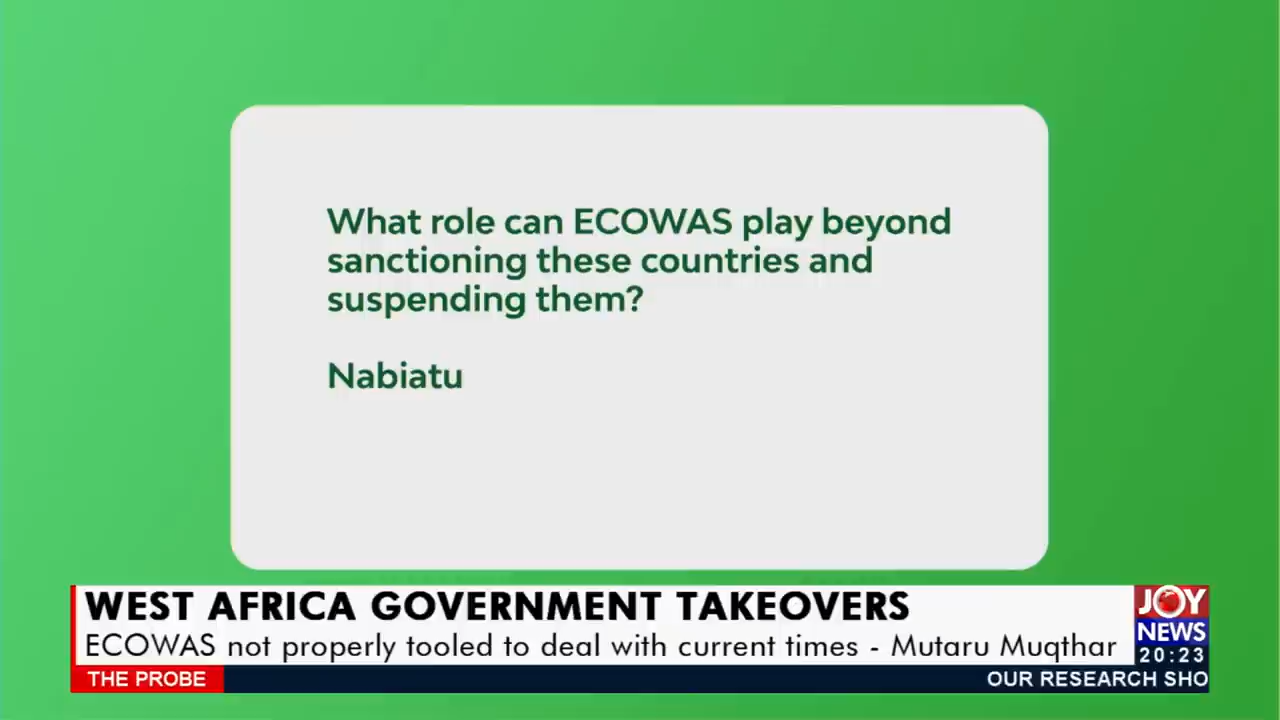 What role can ECOWAS play beyond
sanctioning these countries and
suspending them?
Nabiatu
WEST AFRICA GOVERNMENT TAKEOVERS
ECOWAS not properly tooled to deal with current times - Mutaru Muqthar
JOY
NEWS
20:23
THE PROBE
OUR RESEARCH SHO